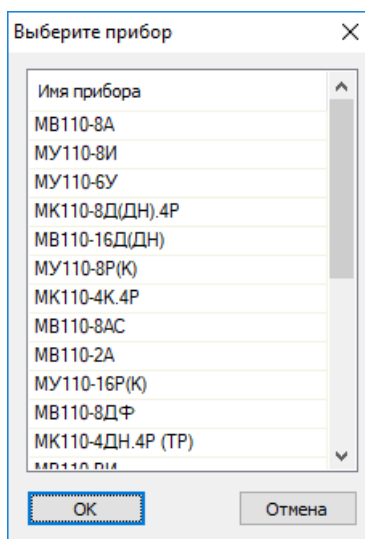 Выберите прибор
Имя прибора
МВ110-8А
МУ110-8И
МУ110-6У
МК110-8Д(ДН).4Р
МВ110-16Д(ДН)
МУ110-8Р(К)
МК110-4К.4Р
МВ110-8АС
МВ110-2А
МУ110-16Р(К)
МВ110-8ДФ
МК110-4ДН.4Р (ТР)
OK Отмена